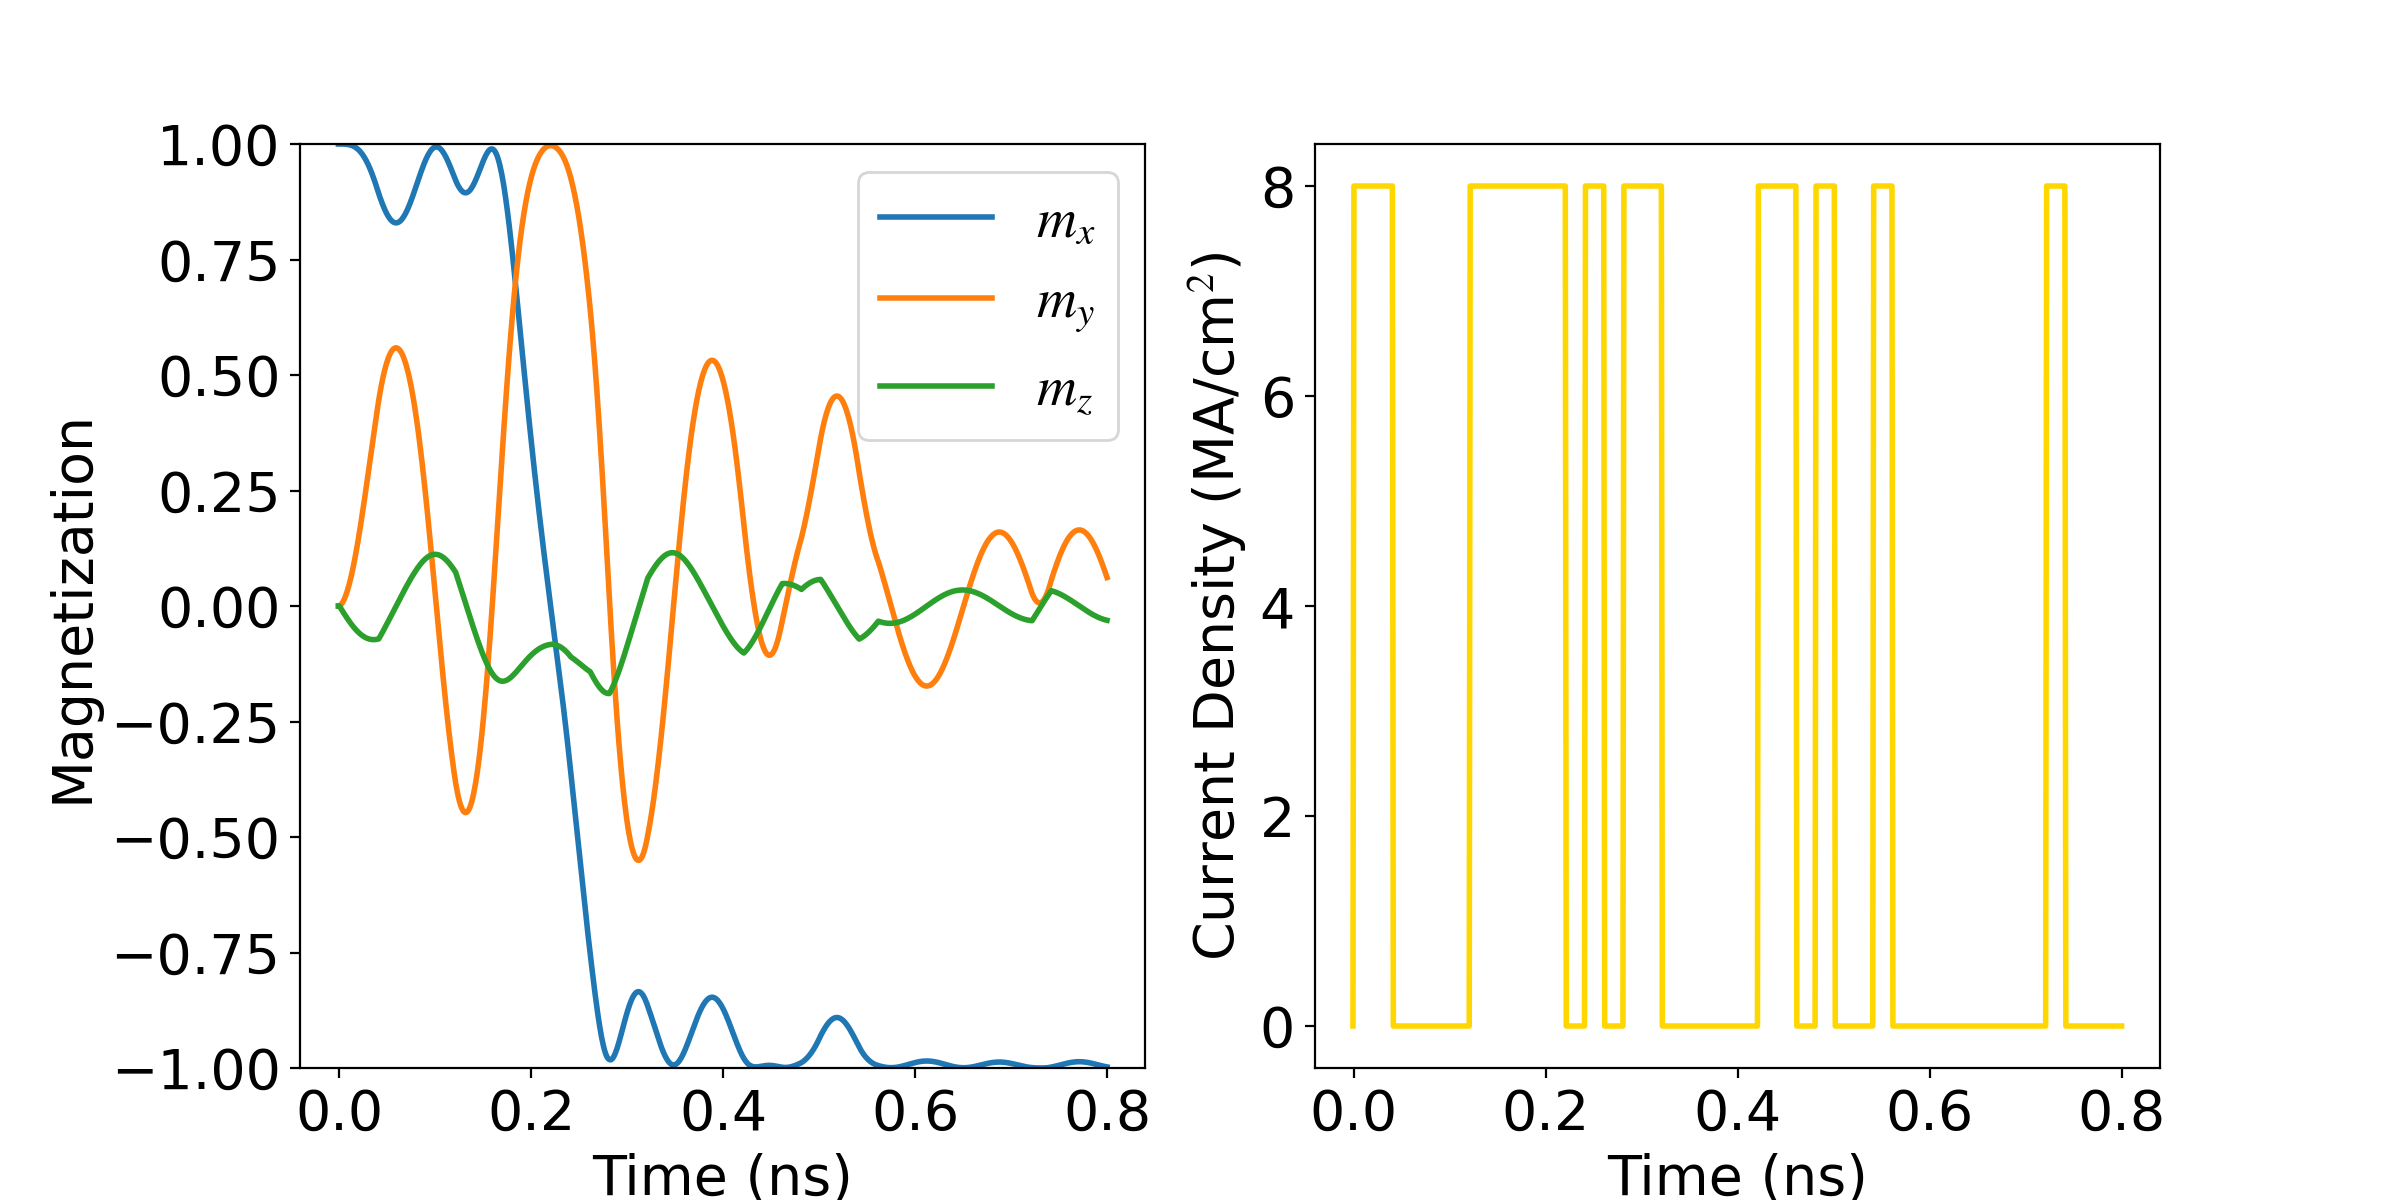 Magnetization
1.00
0.75
0.50
0.25
0.00
−0.25
−0.50
−0.75
−1.00
0.0 0.2 0.4 0.6 0.8
Time (ns)
m_x
m_y
m_z
Current Density (MA/cm²)
8
6
4
2
0
0.0 0.2 0.4 0.6 0.8
Time (ns)